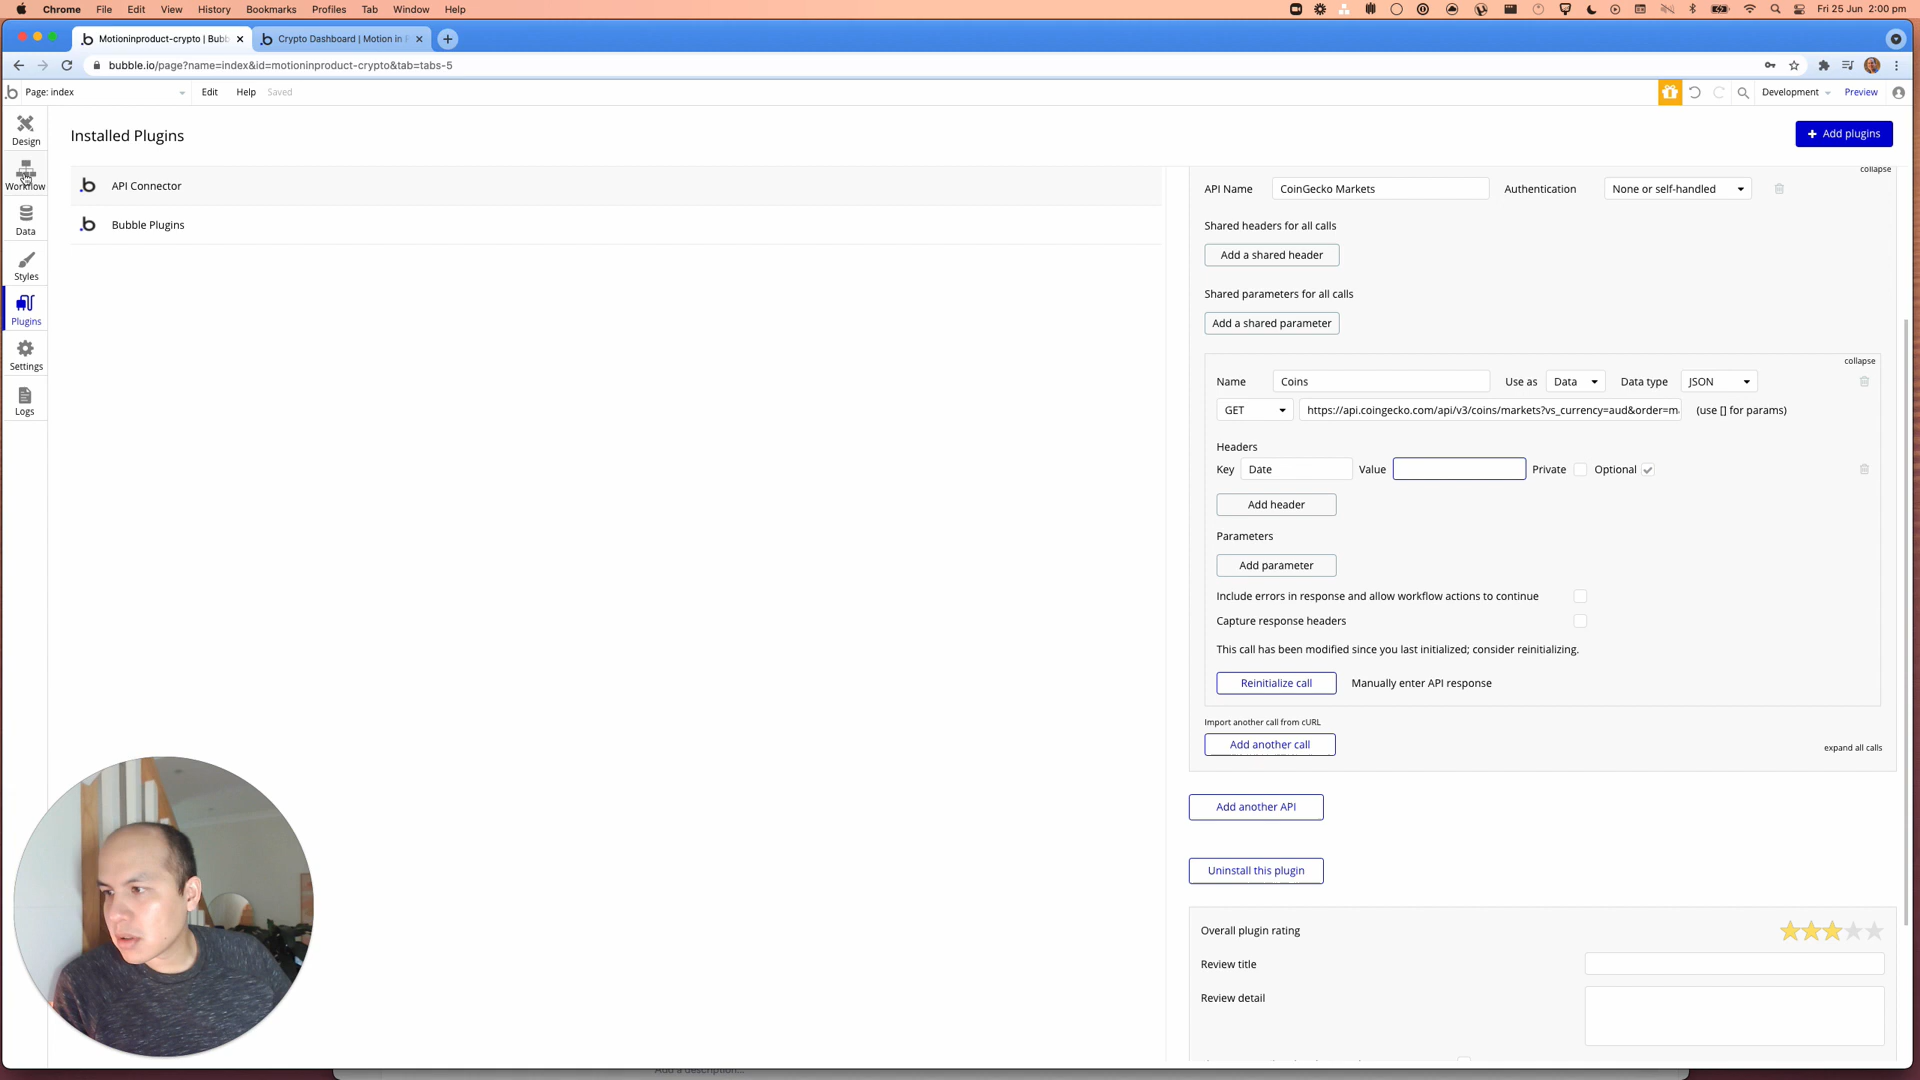 Chrome File Edit View History Bookmarks Profiles Tab Window Help Fri 25 Jun 2:00 pm
Motioninproduct-crypto | Bubb Crypto Dashboard | Motion in
bubble.io/page?name=index&id=motioninproduct-crypto&tab=tabs-5
Page: index Edit Help Saved Development Preview
Design
Workflow
Data
Styles
Plugins
Settings
Logs
Installed Plugins
+ Add plugins
API Connector
Bubble Plugins
collapse
API Name CoinGecko Markets Authentication None or self-handled
Shared headers for all calls
Add a shared header
Shared parameters for all calls
Add a shared parameter
collapse
Name Coins Use as Data Data type JSON
GET https://api.coingecko.com/api/v3/coins/markets?vs_currency=aud&order=m (use [] for params)
Headers
Key Date Value Private Optional
Add header
Parameters
Add parameter
Include errors in response and allow workflow actions to continue
Capture response headers
This call has been modified since you last initialized; consider reinitializing.
Reinitialize call Manually enter API response
Import another call from cURL
Add another call
expand all calls
Add another API
Uninstall this plugin
Overall plugin rating
Review title
Review detail
Add a description...